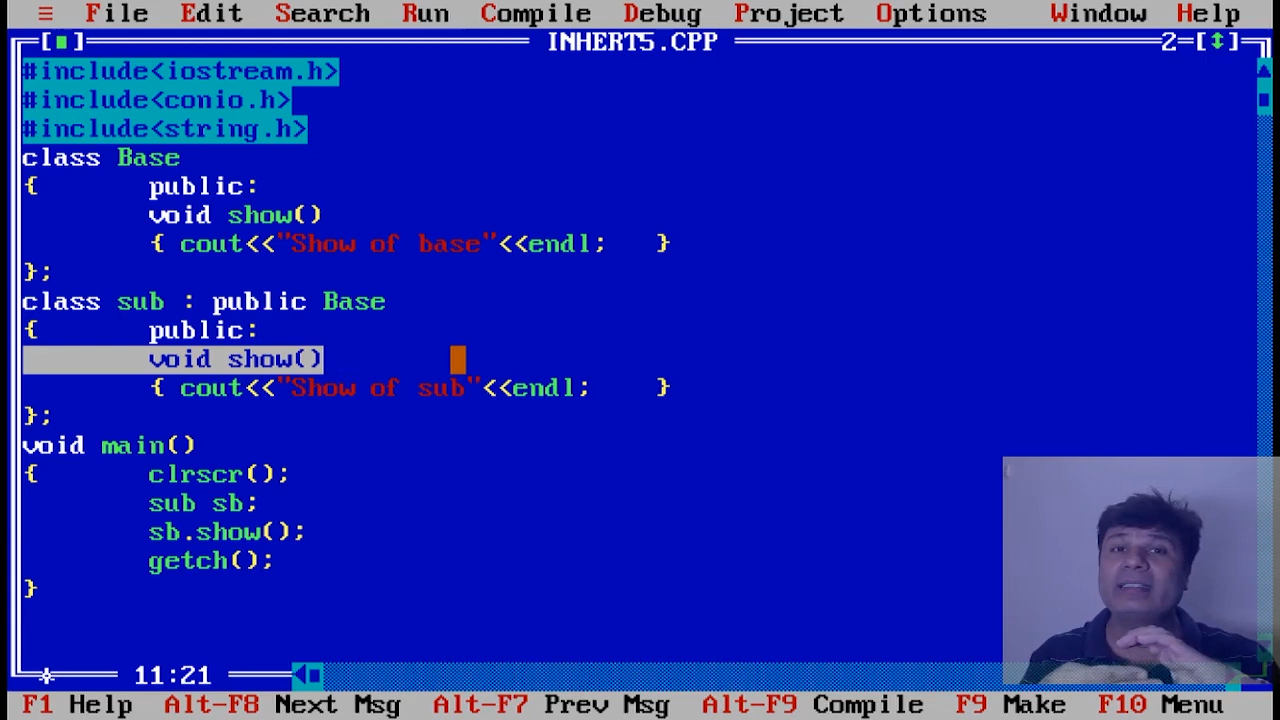 ≡ File Edit Search Run Compile Debug Project Options Window Help
[■] INHERT5.CPP 2=[↕]
#include<iostream.h>
#include<conio.h>
#include<string.h>
class Base
{ public:
void show()
{ cout<<"Show of base"<<endl; }
};
class sub : public Base
{ public:
void show()
{ cout<<"Show of sub"<<endl; }
};
void main()
{ clrscr();
sub sb;
sb.show();
getch();
}
11:21
F1 Help Alt-F8 Next Msg Alt-F7 Prev Msg Alt-F9 Compile F9 Make F10 Menu